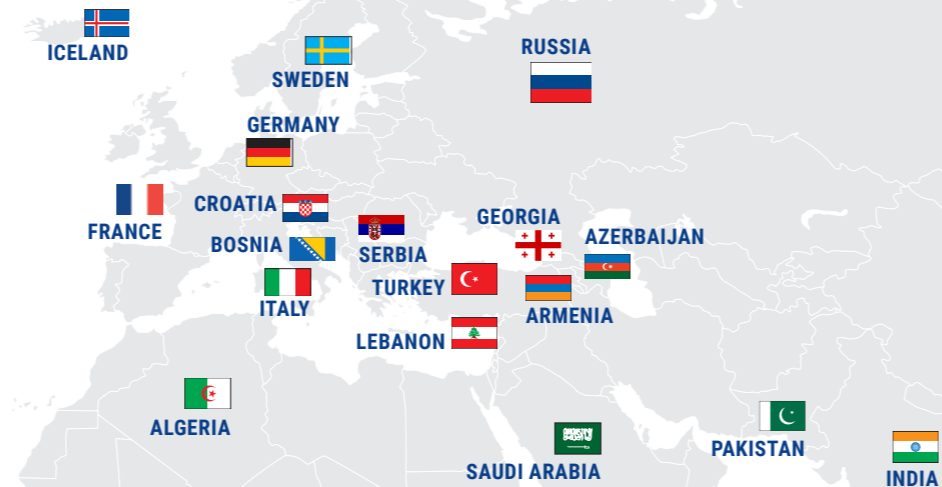 ICELAND
SWEDEN
RUSSIA
GERMANY
CROATIA
FRANCE
BOSNIA
SERBIA
GEORGIA
AZERBAIJAN
TURKEY
ITALY
ARMENIA
LEBANON
ALGERIA
SAUDI ARABIA
PAKISTAN
INDIA